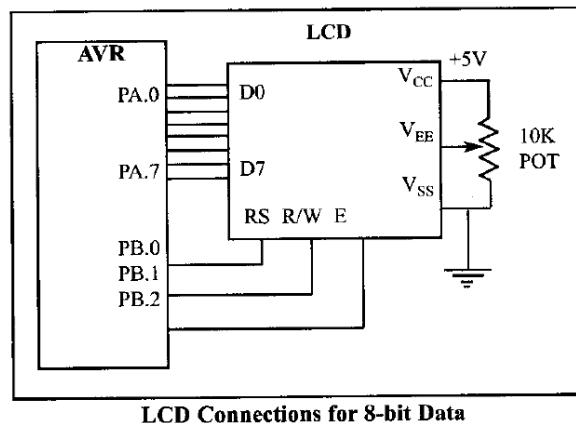 LCD
AVR
+5V
PA.0
D0
VCC
VEE
10K
POT
PA.7
D7
VSS
RS R/W E
PB.0
PB.1
PB.2
LCD Connections for 8-bit Data